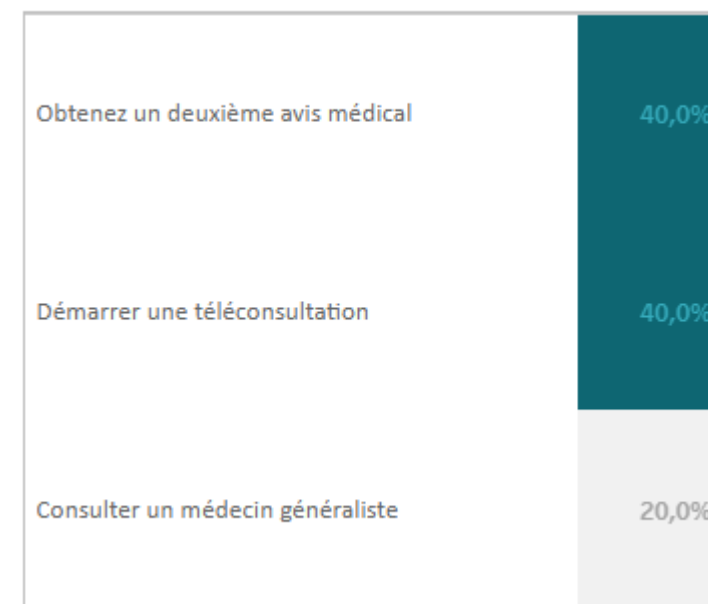 Obtenez un deuxième avis médical 40,0%
Démarrer une téléconsultation 40,0%
Consulter un médecin généraliste 20,0%